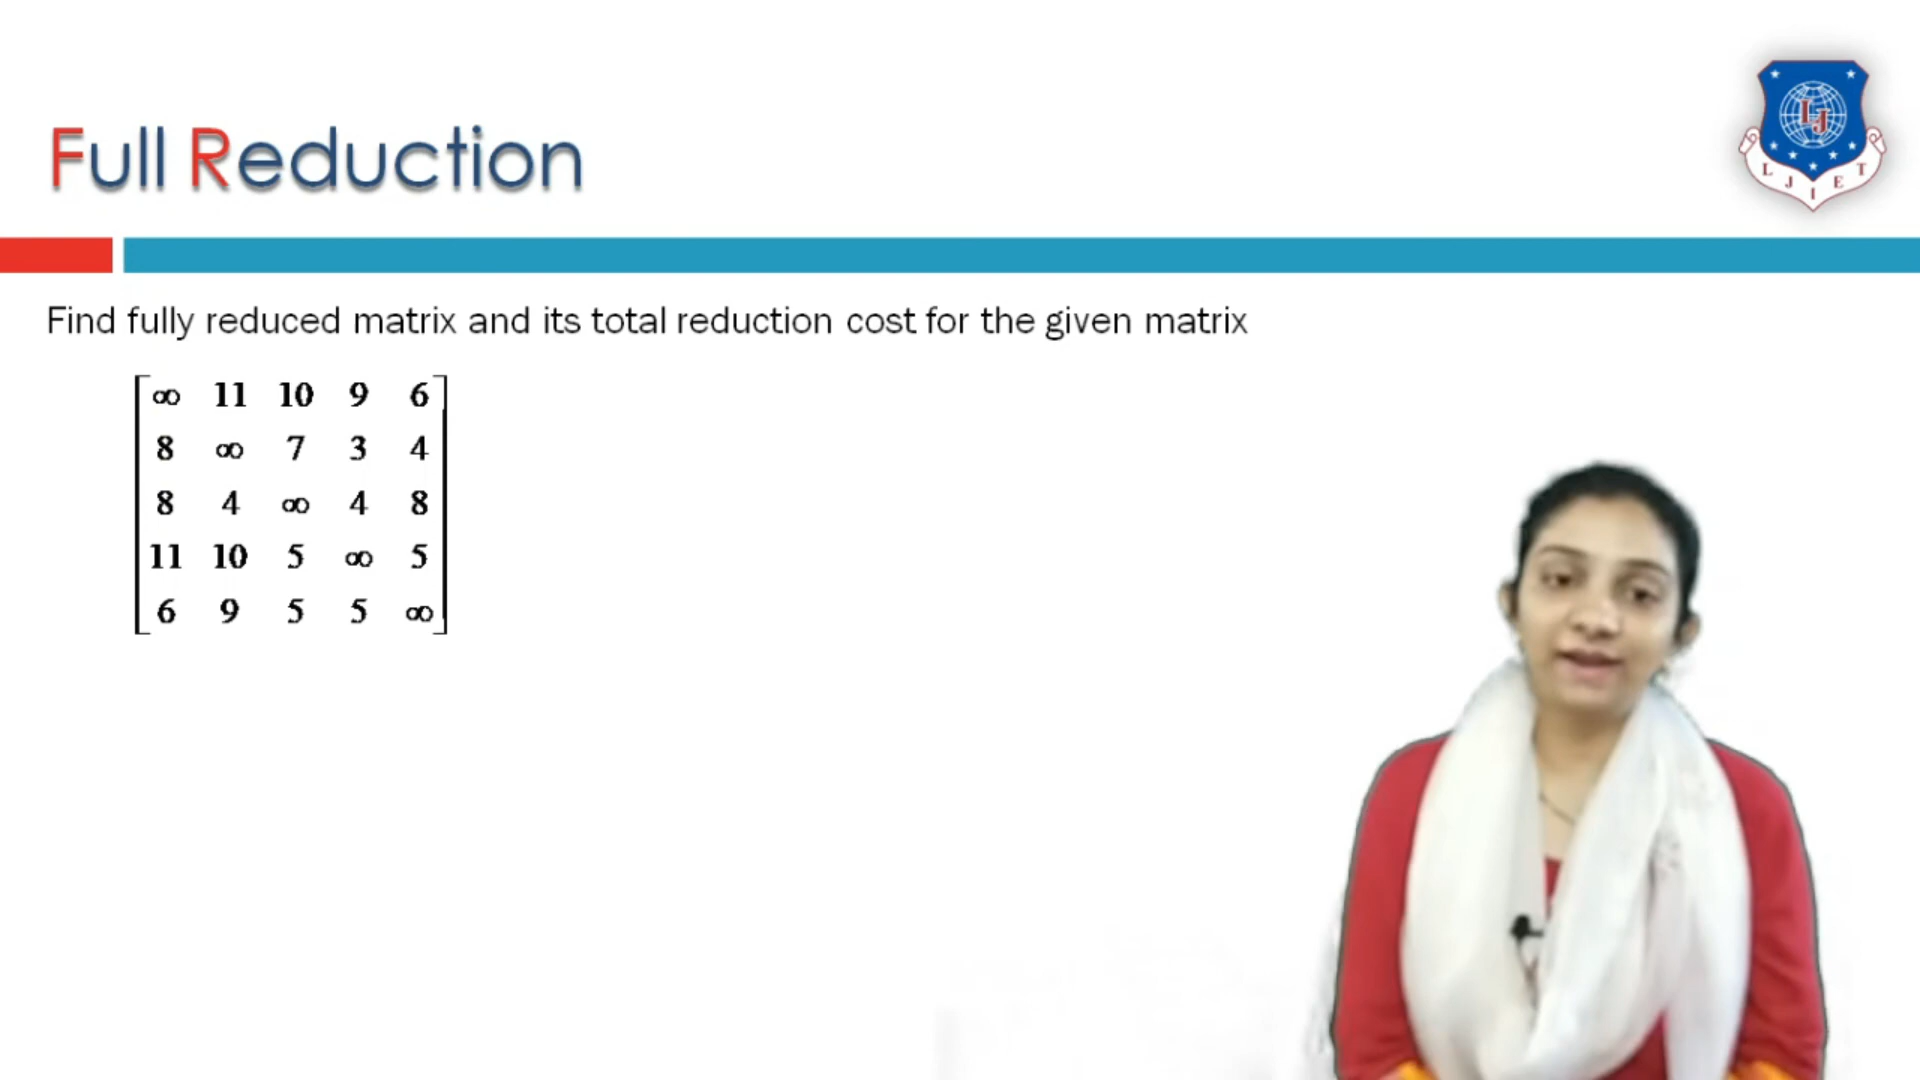 Full Reduction
LJ
L J I E T
Find fully reduced matrix and its total reduction cost for the given matrix
∞ 11 10 9 6
8 ∞ 7 3 4
8 4 ∞ 4 8
11 10 5 ∞ 5
6 9 5 5 ∞